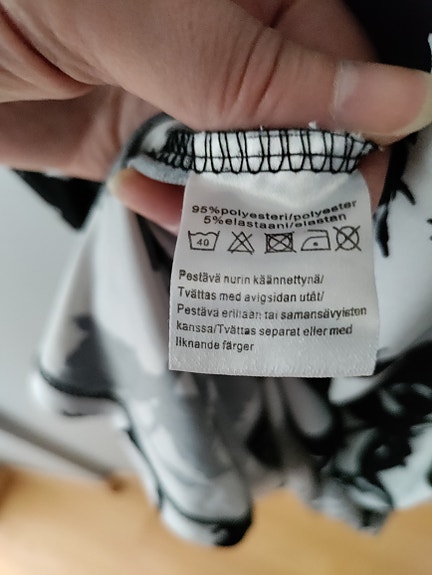 95%polyesteri/polyester
5%elastaani/elastan
40
Pestävä nurin käännettynä/
Tvättas med avigsidan utåt/
Pestävä erillään tai samansävyisten
kanssa/Tvättas separat eller med
liknande färger